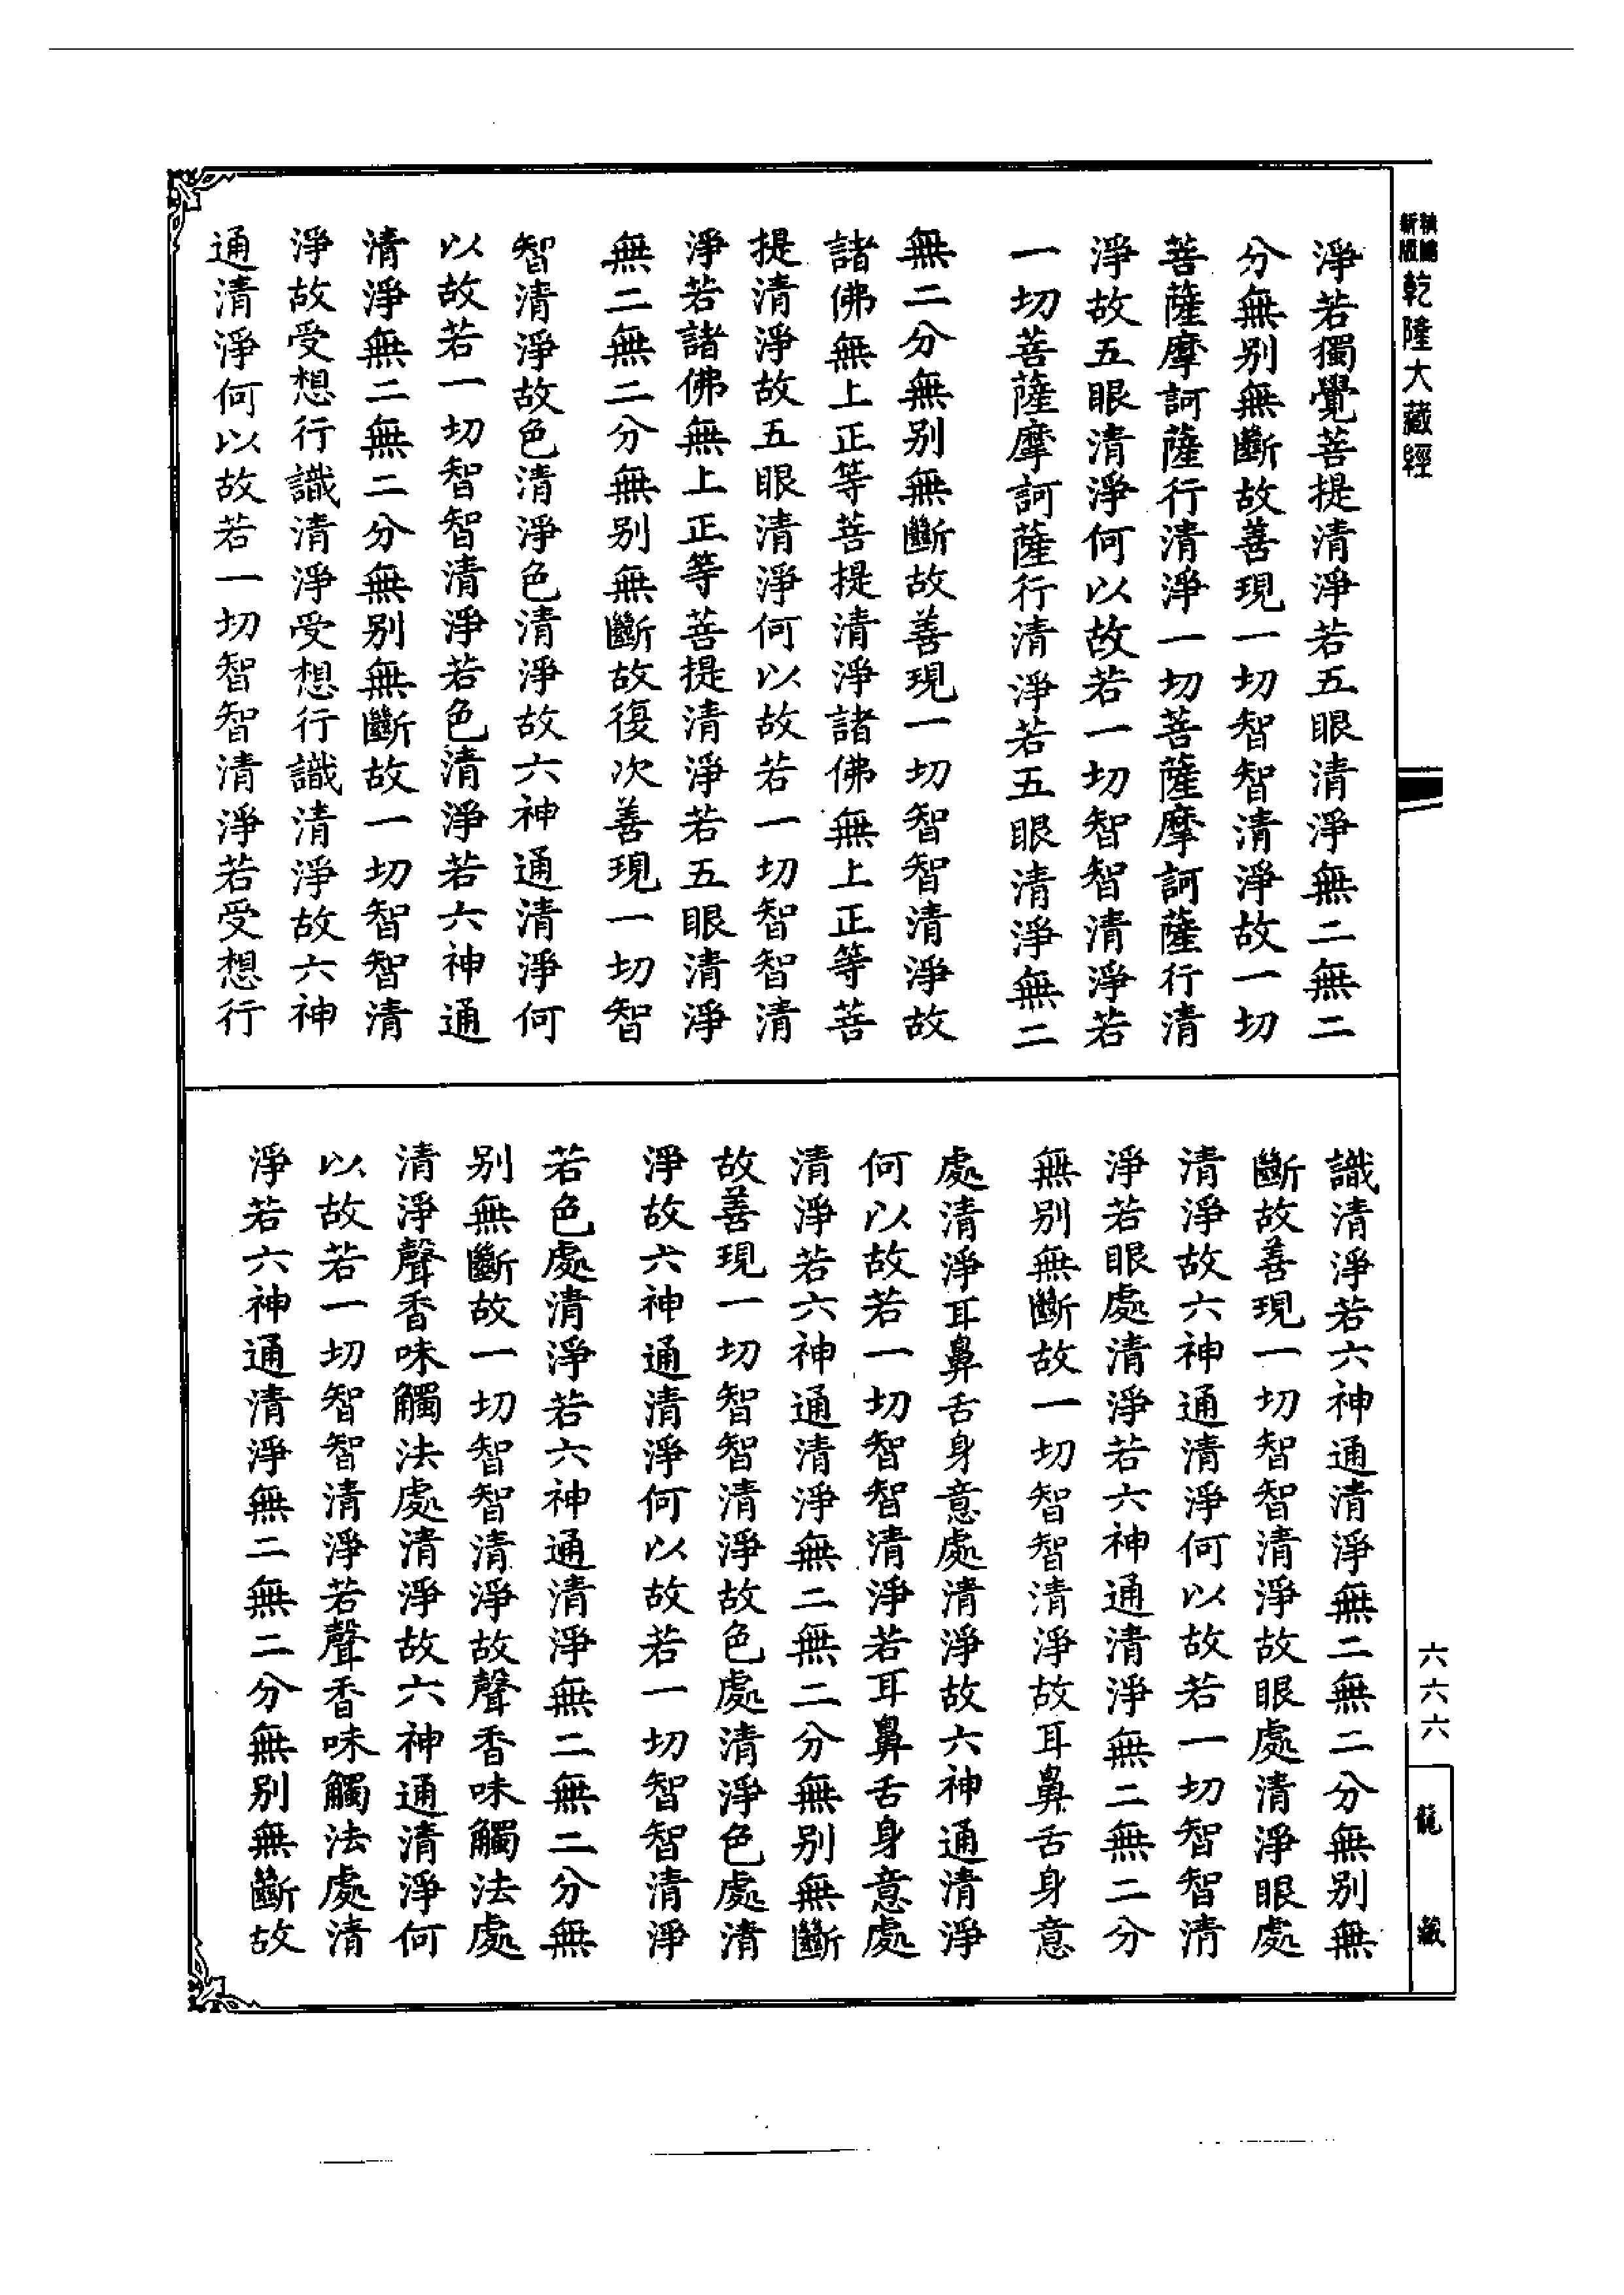 新版
乾隆大藏經
淨若獨覺菩提清淨若五眼清淨無二無二
分無别無斷故善現一切智智清淨故一切
菩薩摩訶薩行清淨一切菩薩摩訶薩行清
淨故五眼清淨何以故若一切智智清淨若
一切菩薩摩訶薩行清淨若五眼清淨無二
無二分無别無斷故善現一切智智清淨故
諸佛無上正等菩提清淨諸佛無上正等菩
提清淨故五眼清淨何以故若一切智智清
淨若諸佛無上正等菩提清淨若五眼清淨
無二無二分無别無斷故復次善現一切智
智清淨故色清淨色清淨故六神通清淨何
以故若一切智智清淨若色清淨若六神通
清淨無二無二分無别無斷故一切智智清
淨故受想行識清淨受想行識清淨故六神
通清淨何以故若一切智智清淨若受想行
識清淨若六神通清淨無二無二分無别無
斷故善現一切智智清淨故眼處清淨眼處
清淨故六神通清淨何以故若一切智智清
淨若眼處清淨若六神通清淨無二無二分
無别無斷故一切智智清淨故耳鼻舌身意
處清淨耳鼻舌身意處清淨故六神通清淨
何以故若一切智智清淨若耳鼻舌身意處
清淨若六神通清淨無二無二分無别無斷
故善現一切智智清淨故色處清淨色處清
淨故六神通清淨何以故若一切智智清淨
若色處清淨若六神通清淨無二無二分無
别無斷故一切智智清淨故聲香味觸法處
清淨聲香味觸法處清淨故六神通清淨何
以故若一切智智清淨若聲香味觸法處清
淨若六神通清淨無二無二分無别無斷故
六六六
龍藏